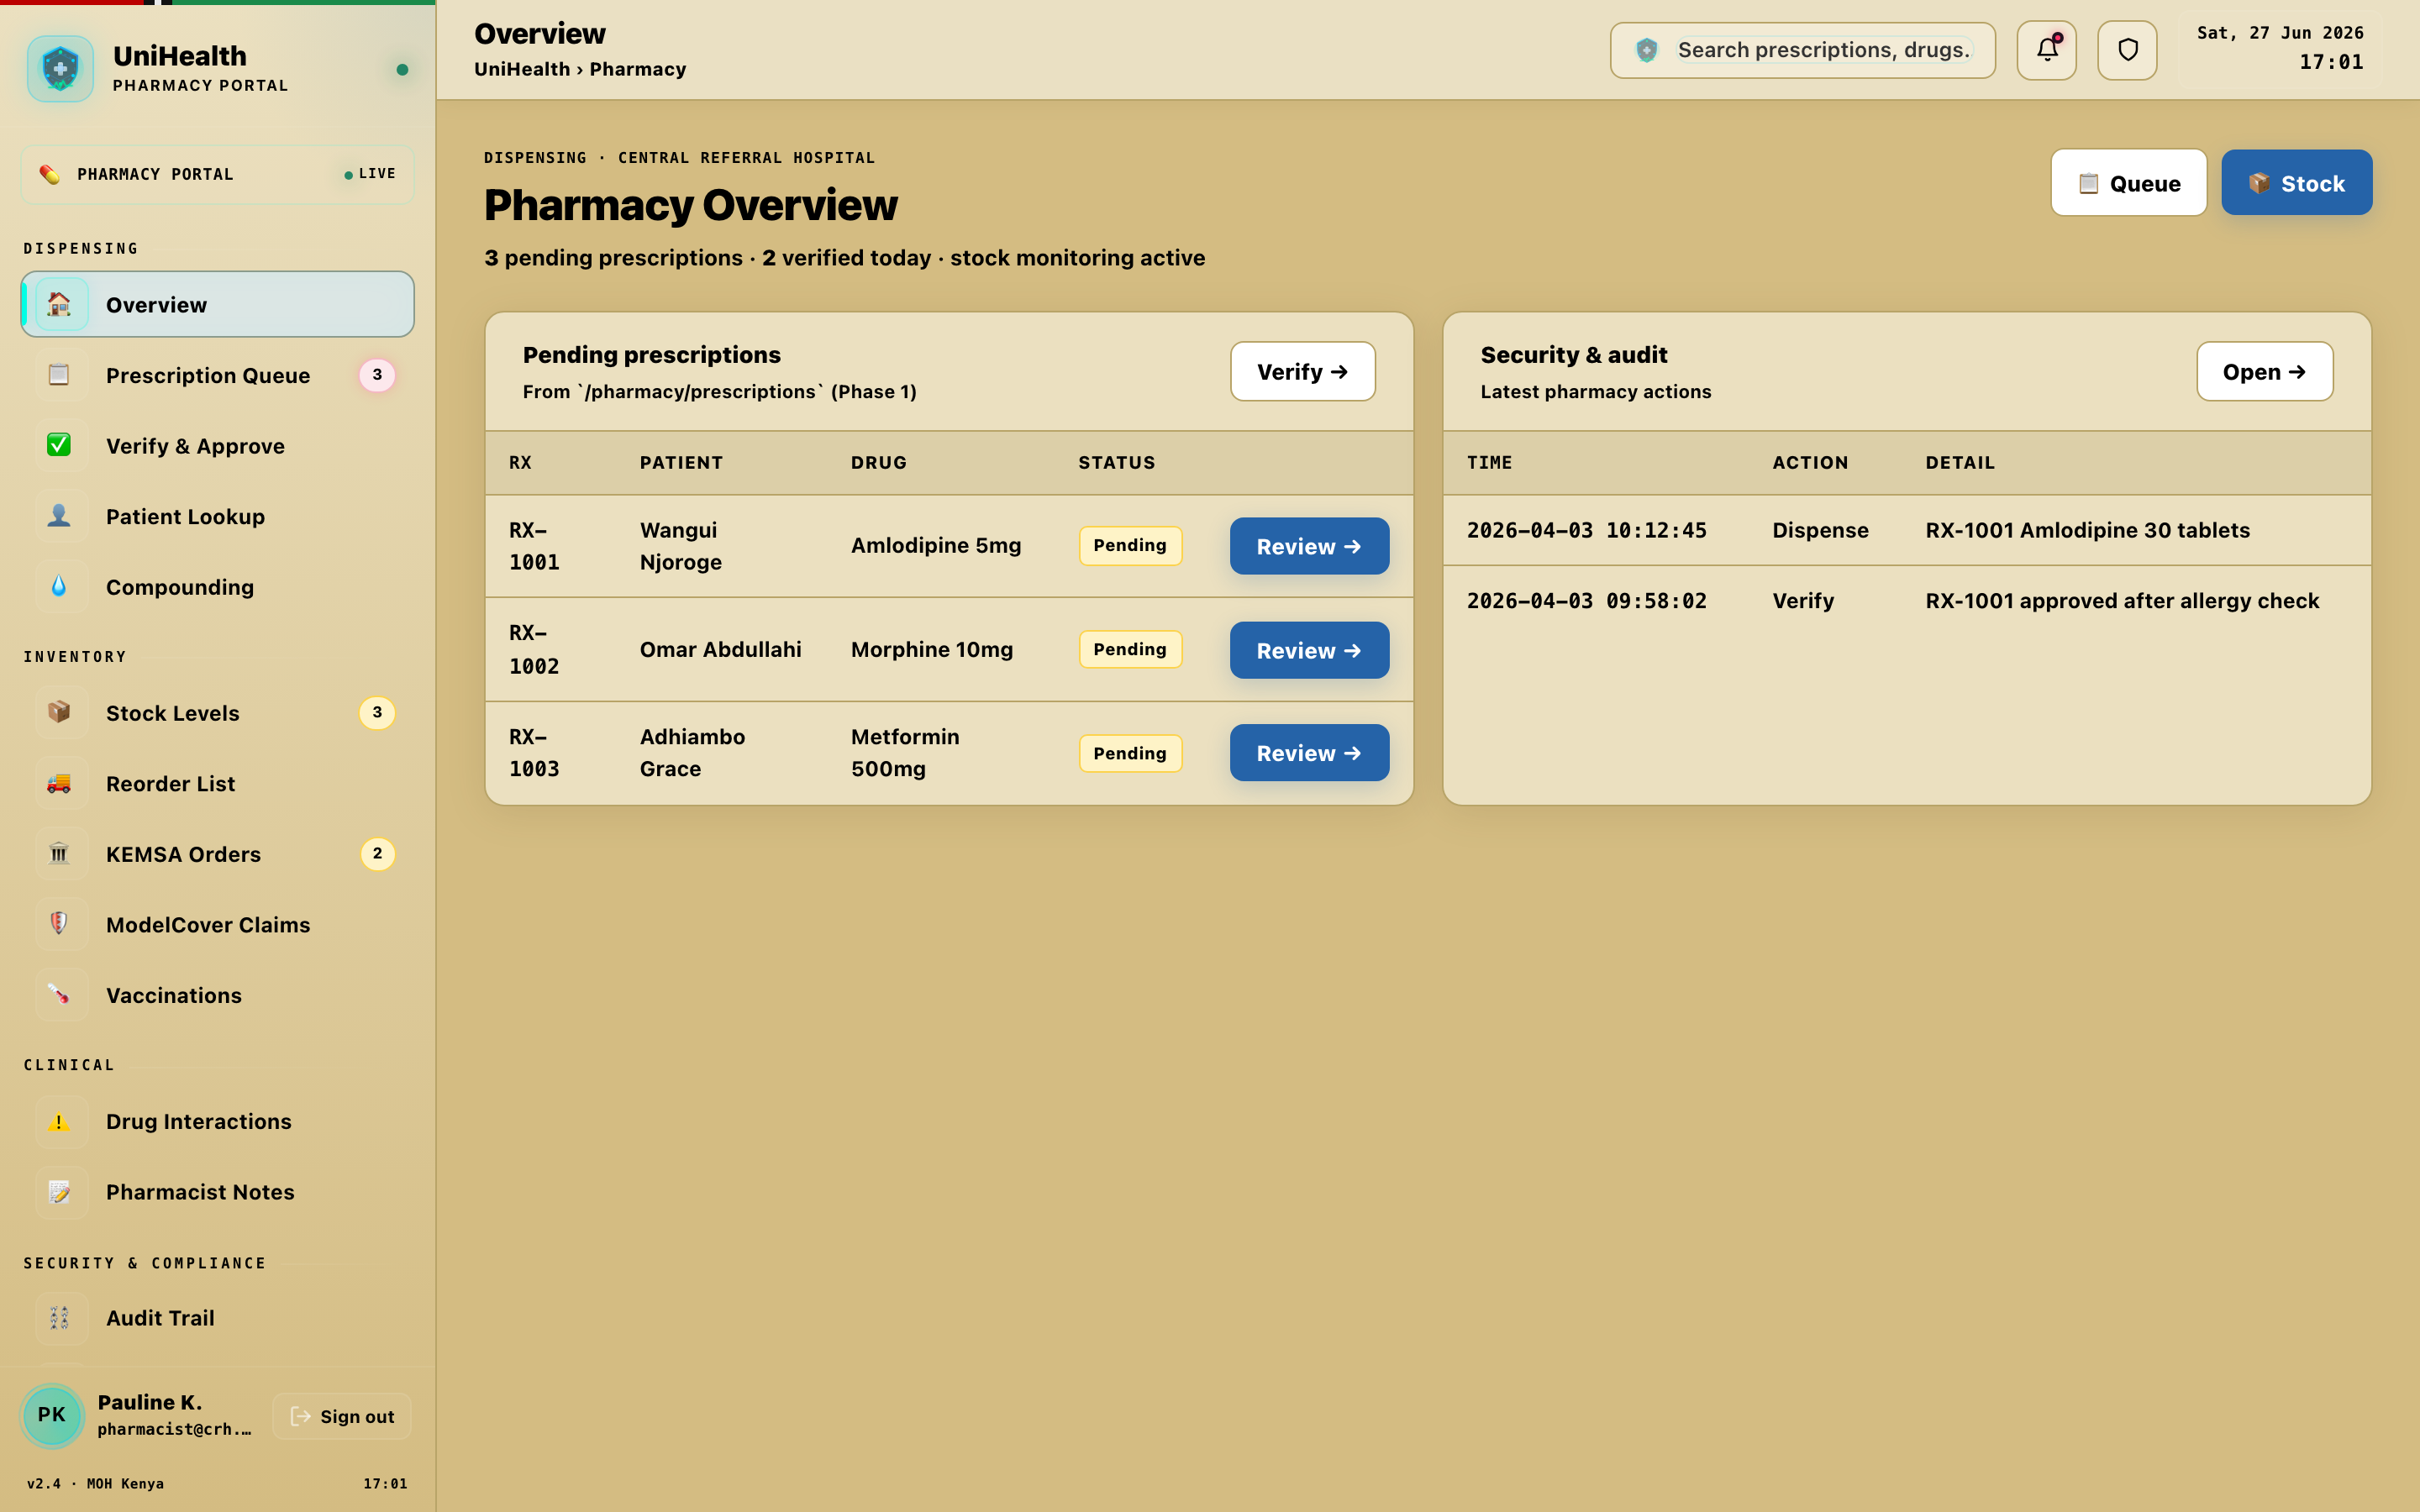 UniHealth
PHARMACY PORTAL
PHARMACY PORTAL
LIVE
DISPENSING
Overview
Prescription Queue
3
Verify & Approve
Patient Lookup
Compounding
INVENTORY
Stock Levels
3
Reorder List
KEMSA Orders
2
ModelCover Claims
Vaccinations
CLINICAL
Drug Interactions
Pharmacist Notes
SECURITY & COMPLIANCE
Audit Trail
PK
Pauline K.
pharmacist@crh.…
Sign out
v2.4 · MOH Kenya
17:01
Overview
UniHealth › Pharmacy
Search prescriptions, drugs.
Sat, 27 Jun 2026
17:01
DISPENSING · CENTRAL REFERRAL HOSPITAL
Pharmacy Overview
3 pending prescriptions · 2 verified today · stock monitoring active
Queue
Stock
Pending prescriptions
From `/pharmacy/prescriptions` (Phase 1)
Verify →
RX PATIENT DRUG STATUS
RX-
1001
Wangui
Njoroge
Amlodipine 5mg
Pending
Review →
RX-
1002
Omar Abdullahi
Morphine 10mg
Pending
Review →
RX-
1003
Adhiambo
Grace
Metformin
500mg
Pending
Review →
Security & audit
Latest pharmacy actions
Open →
TIME ACTION DETAIL
2026-04-03 10:12:45 Dispense RX-1001 Amlodipine 30 tablets
2026-04-03 09:58:02 Verify RX-1001 approved after allergy check